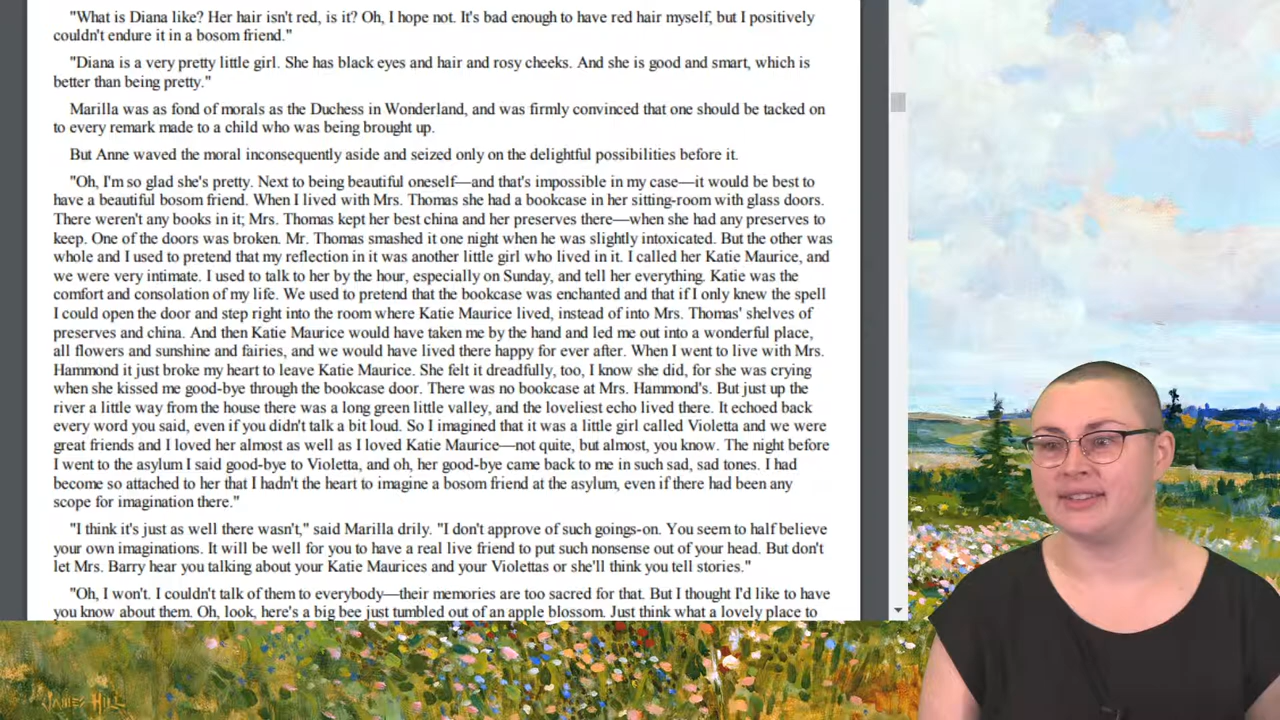 "What is Diana like? Her hair isn't red, is it? Oh, I hope not. It's bad enough to have red hair myself, but I positively
couldn't endure it in a bosom friend."
"Diana is a very pretty little girl. She has black eyes and hair and rosy cheeks. And she is good and smart, which is
better than being pretty."
Marilla was as fond of morals as the Duchess in Wonderland, and was firmly convinced that one should be tacked on
to every remark made to a child who was being brought up.
But Anne waved the moral inconsequently aside and seized only on the delightful possibilities before it.
"Oh, I'm so glad she's pretty. Next to being beautiful oneself—and that's impossible in my case—it would be best to
have a beautiful bosom friend. When I lived with Mrs. Thomas she had a bookcase in her sitting-room with glass doors.
There weren't any books in it; Mrs. Thomas kept her best china and her preserves there—when she had any preserves to
keep. One of the doors was broken. Mr. Thomas smashed it one night when he was slightly intoxicated. But the other was
whole and I used to pretend that my reflection in it was another little girl who lived in it. I called her Katie Maurice, and
we were very intimate. I used to talk to her by the hour, especially on Sunday, and tell her everything. Katie was the
comfort and consolation of my life. We used to pretend that the bookcase was enchanted and that if I only knew the spell
I could open the door and step right into the room where Katie Maurice lived, instead of into Mrs. Thomas' shelves of
preserves and china. And then Katie Maurice would have taken me by the hand and led me out into a wonderful place,
all flowers and sunshine and fairies, and we would have lived there happy for ever after. When I went to live with Mrs.
Hammond it just broke my heart to leave Katie Maurice. She felt it dreadfully, too, I know she did, for she was crying
when she kissed me good-bye through the bookcase door. There was no bookcase at Mrs. Hammond's. But just up the
river a little way from the house there was a long green little valley, and the loveliest echo lived there. It echoed back
every word you said, even if you didn't talk a bit loud. So I imagined that it was a little girl called Violetta and we were
great friends and I loved her almost as well as I loved Katie Maurice—not quite, but almost, you know. The night before
I went to the asylum I said good-bye to Violetta, and oh, her good-bye came back to me in such sad, sad tones. I had
become so attached to her that I hadn't the heart to imagine a bosom friend at the asylum, even if there had been any
scope for imagination there."
"I think it's just as well there wasn't," said Marilla drily. "I don't approve of such goings-on. You seem to half believe
your own imaginations. It will be well for you to have a real live friend to put such nonsense out of your head. But don't
let Mrs. Barry hear you talking about your Katie Maurices and your Violettas or she'll think you tell stories."
"Oh, I won't. I couldn't talk of them to everybody—their memories are too sacred for that. But I thought I'd like to have
you know about them. Oh, look, here's a big bee just tumbled out of an apple blossom. Just think what a lovely place to
JAMES HILL